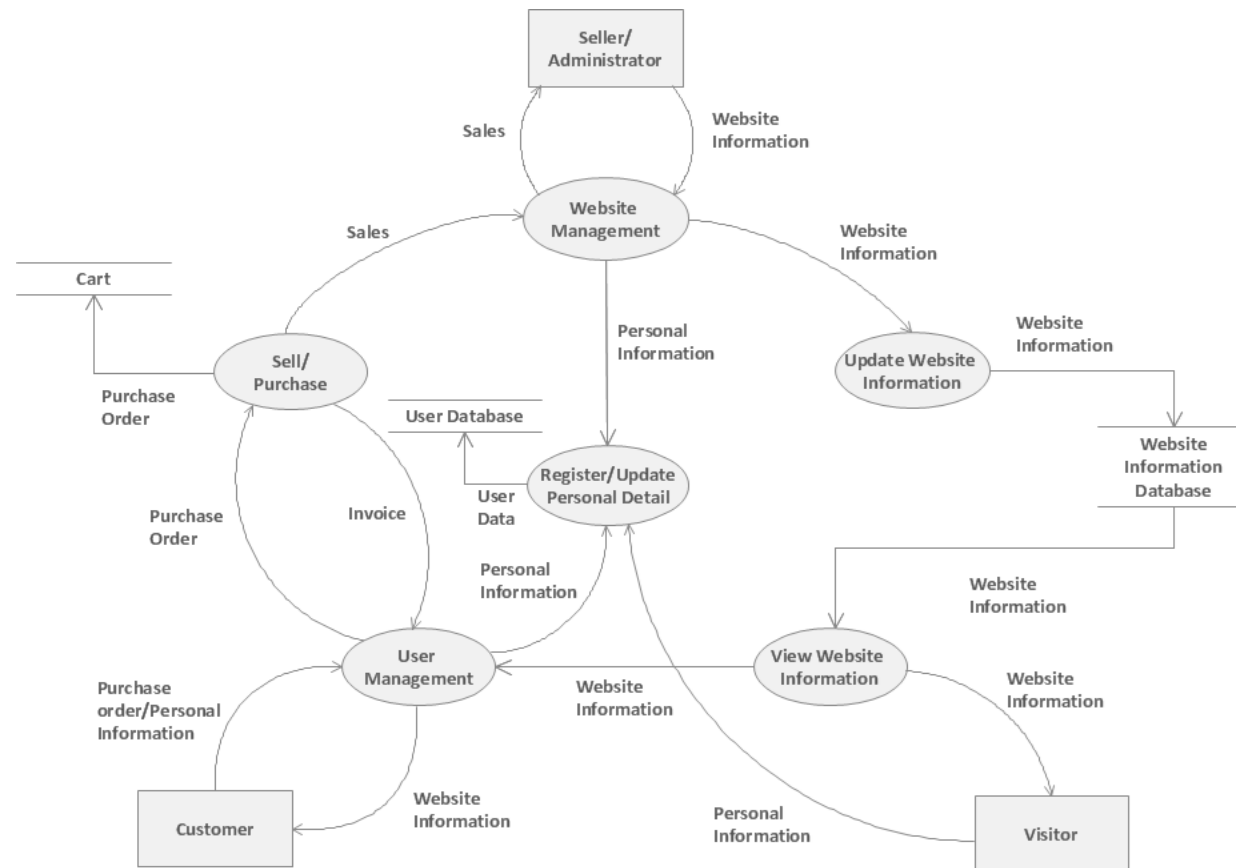 Seller/
Administrator
Sales
Website
Information
Website
Management
Sales
Website
Information
Cart
Personal
Information
Website
Information
Sell/
Purchase
Update Website
Information
Purchase
Order
User Database
Website
Information
Database
Register/Update
Personal Detail
User
Data
Purchase
Order
Invoice
Personal
Information
Website
Information
User
Management
View Website
Information
Website
Information
Website
Information
Purchase
order/Personal
Information
Website
Information
Personal
Information
Customer
Visitor